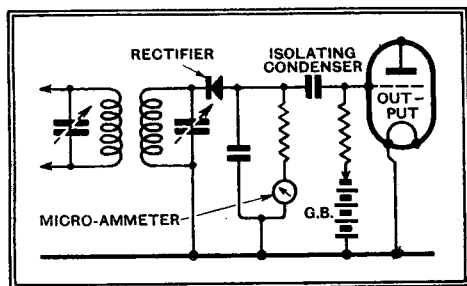 RECTIFIER
ISOLATING
CONDENSER
OUT-
PUT
MICRO-AMMETER
G.B.